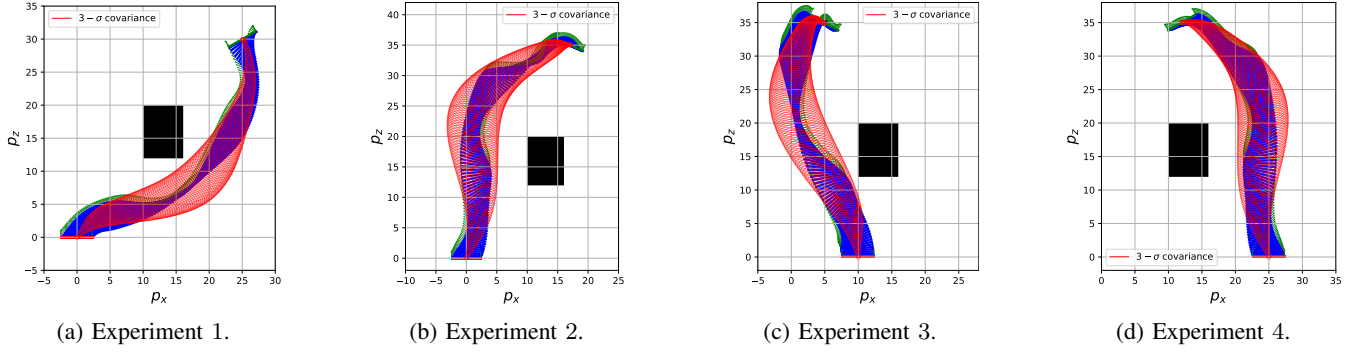 3 − σ covariance
35
30
25
20
15
10
5
0
−5
p_z
0 5 10 15 20 25 30
p_x
(a) Experiment 1.
3 − σ covariance
40
35
30
25
20
15
10
5
0
p_z
−10 −5 0 5 10 15 20 25
p_x
(b) Experiment 2.
3 − σ covariance
35
30
25
20
15
10
5
0
p_z
−5 0 5 10 15 20 25
p_x
(c) Experiment 3.
35
30
25
20
15
10
5
0
p_z
3 − σ covariance
0 5 10 15 20 25 30 35
p_x
(d) Experiment 4.